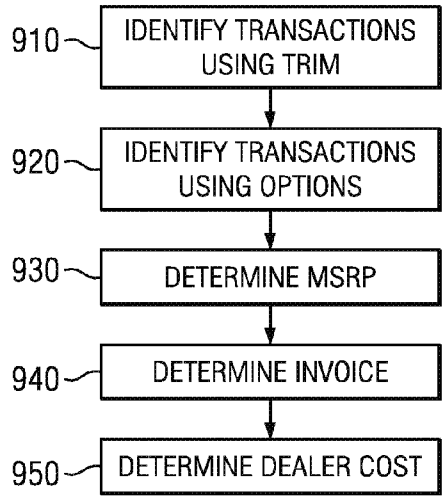 910
IDENTIFY TRANSACTIONS
USING TRIM
920
IDENTIFY TRANSACTIONS
USING OPTIONS
930
DETERMINE MSRP
940
DETERMINE INVOICE
950
DETERMINE DEALER COST